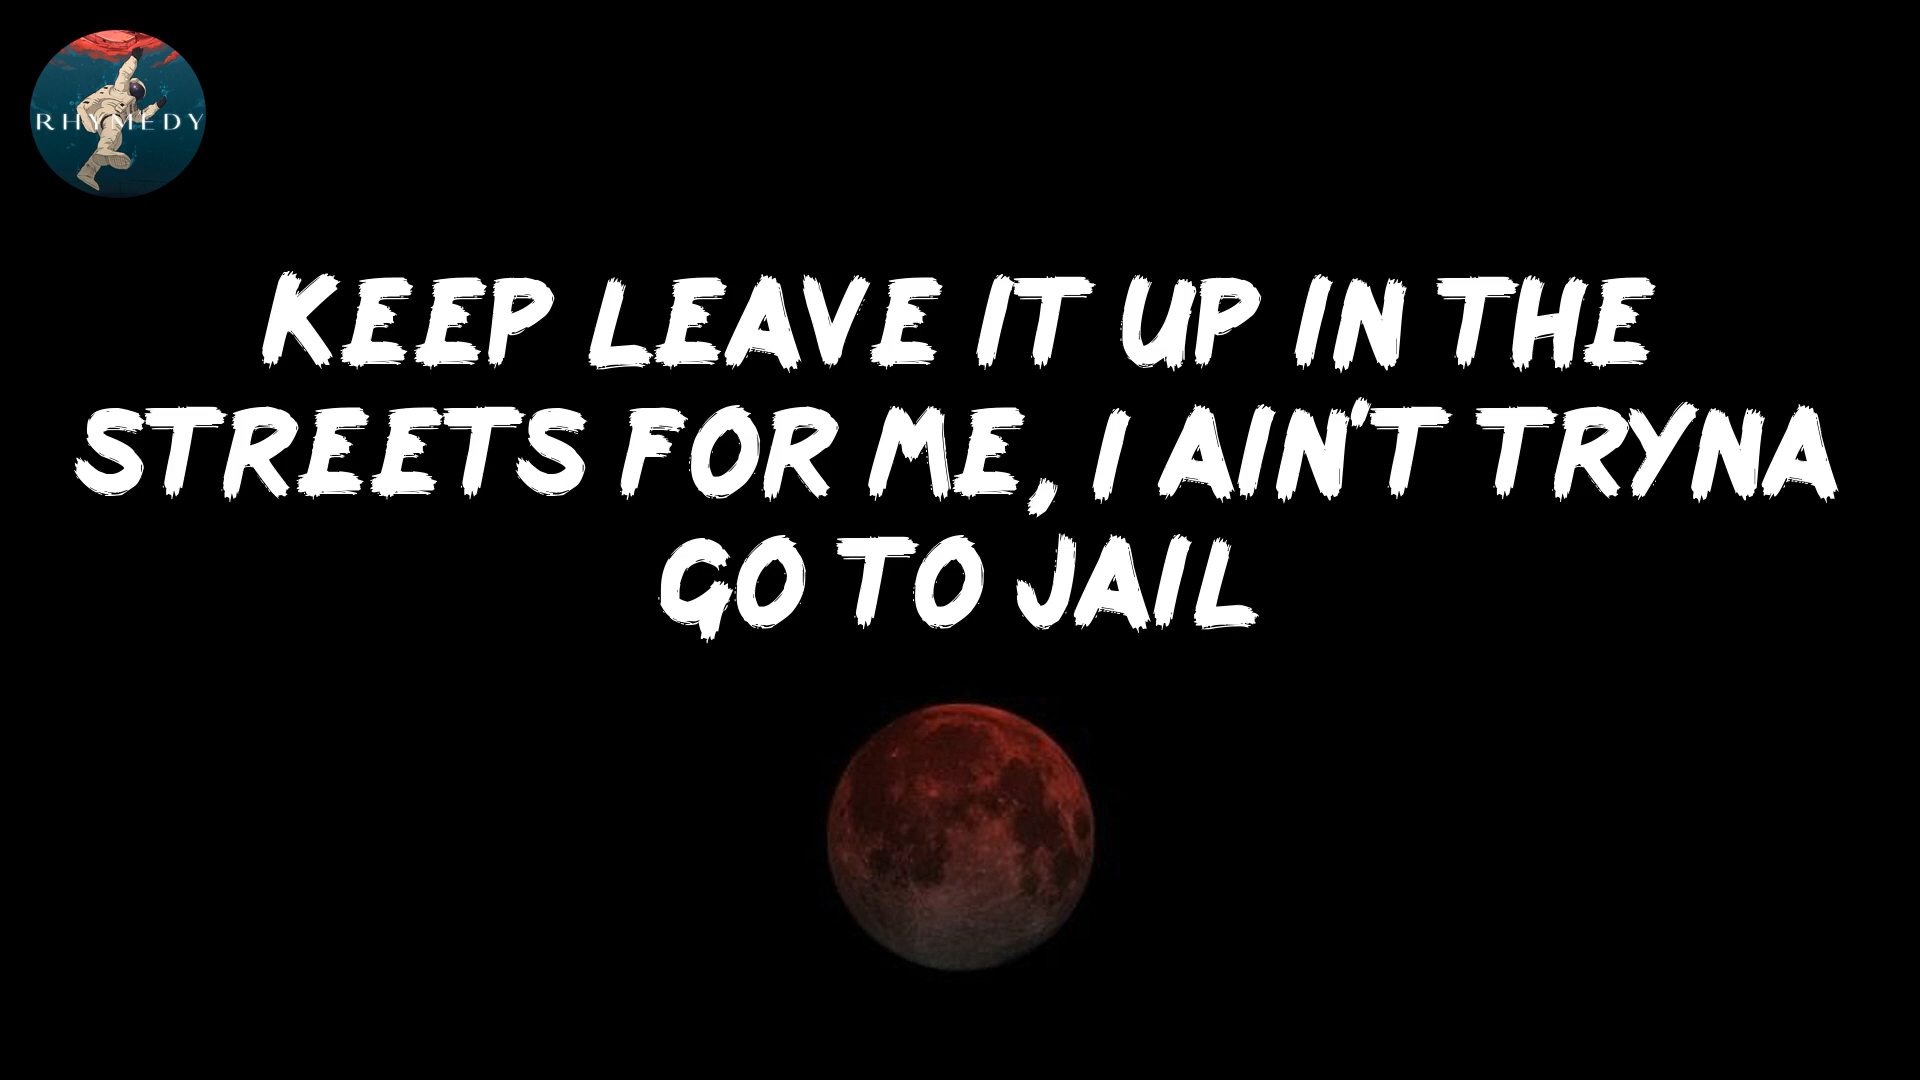 RHYMEDY
KEEP LEAVE IT UP IN THE
STREETS FOR ME, I AIN'T TRYNA
GO TO JAIL